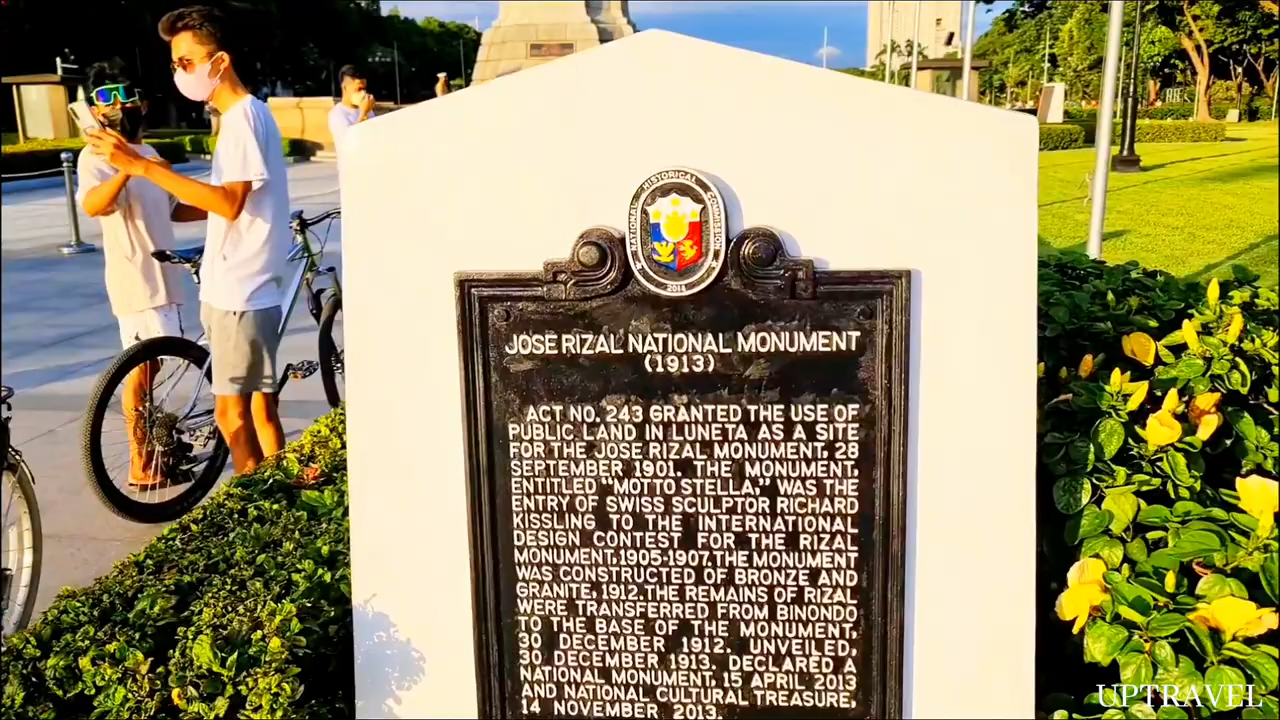 NATIONAL HISTORICAL COMMISSION
2014
JOSE RIZAL NATIONAL MONUMENT
(1913)
ACT NO. 243 GRANTED THE USE OF
PUBLIC LAND IN LUNETA AS A SITE
FOR THE JOSE RIZAL MONUMENT, 28
SEPTEMBER 1901. THE MONUMENT,
ENTITLED "MOTTO STELLA," WAS THE
ENTRY OF SWISS SCULPTOR RICHARD
KISSLING TO THE INTERNATIONAL
DESIGN CONTEST FOR THE RIZAL
MONUMENT, 1905-1907. THE MONUMENT
WAS CONSTRUCTED OF BRONZE AND
GRANITE, 1912. THE REMAINS OF RIZAL
WERE TRANSFERRED FROM BINONDO
TO THE BASE OF THE MONUMENT,
30 DECEMBER 1912. UNVEILED,
30 DECEMBER 1913. DECLARED A
NATIONAL MONUMENT, 15 APRIL 2013
AND NATIONAL CULTURAL TREASURE,
14 NOVEMBER 2013.
UPTRAVEL